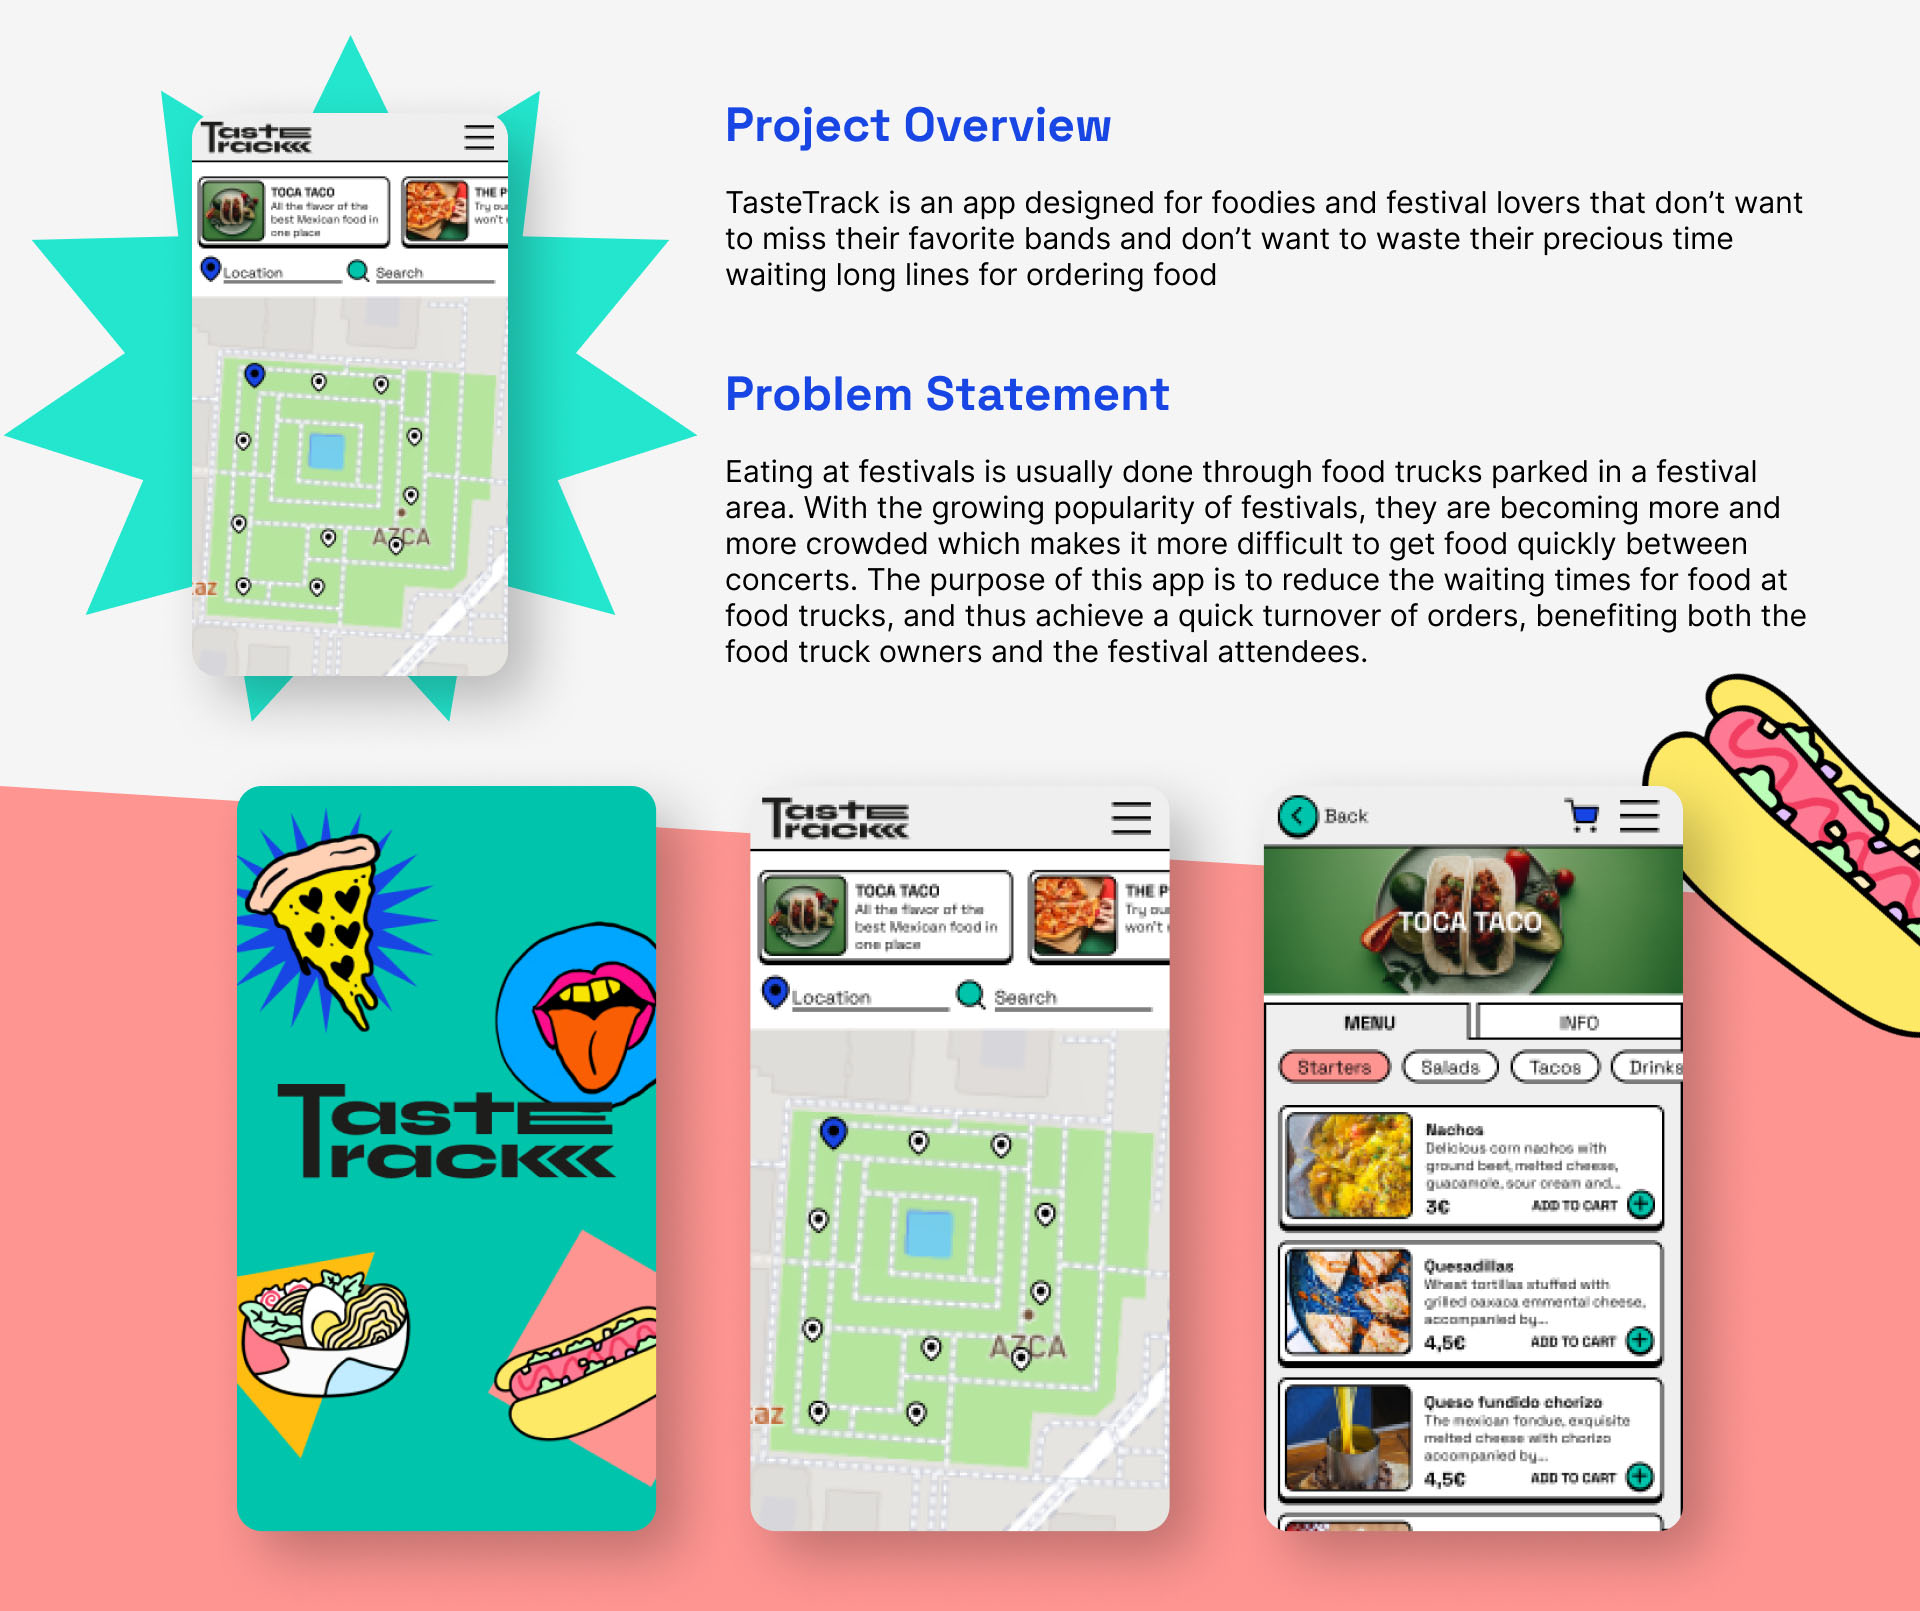 Taste
Track
TOCA TACO
All the flavor of the
best Mexican food in
one place
THE P
Try our
won't
Location
Search
AZCA
az
Project Overview
TasteTrack is an app designed for foodies and festival lovers that don’t want
to miss their favorite bands and don’t want to waste their precious time
waiting long lines for ordering food
Problem Statement
Eating at festivals is usually done through food trucks parked in a festival
area. With the growing popularity of festivals, they are becoming more and
more crowded which makes it more difficult to get food quickly between
concerts. The purpose of this app is to reduce the waiting times for food at
food trucks, and thus achieve a quick turnover of orders, benefiting both the
food truck owners and the festival attendees.
Taste
Track
Taste
Track
TOCA TACO
All the flavor of the
best Mexican food in
one place
THE P
Try our
won't
Location
Search
AZCA
az
Back
TOCA TACO
MENU
INFO
Starters
Salads
Tacos
Drinks
Nachos
Delicious corn nachos with
ground beef, melted cheese,
guacamole, sour cream and...
3€
ADD TO CART
Quesadillas
Wheat tortillas stuffed with
grilled oaxaca emmental cheese,
accompanied by...
4,5€
ADD TO CART
Queso fundido chorizo
The mexican fondue, exquisite
melted cheese with chorizo
accompanied by...
4,5€
ADD TO CART